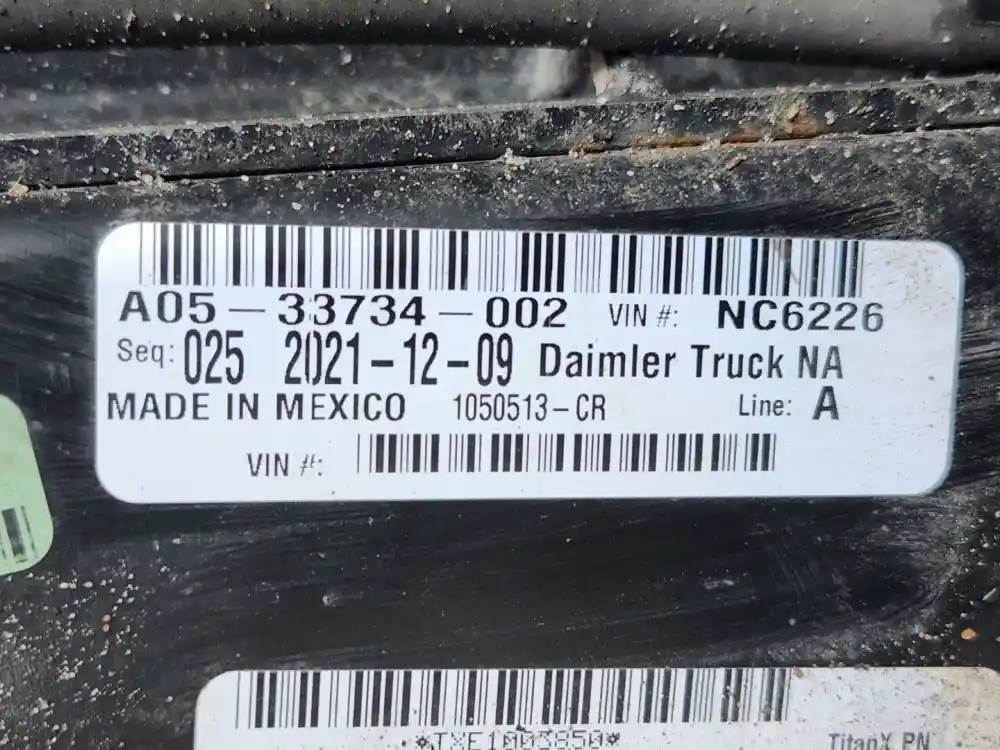 A05-33734-002 VIN #: NC6226
Seq: 025 2021-12-09 Daimler Truck NA
MADE IN MEXICO 1050513-CR Line: A
VIN #:
*TXE1003850* TitanX PN